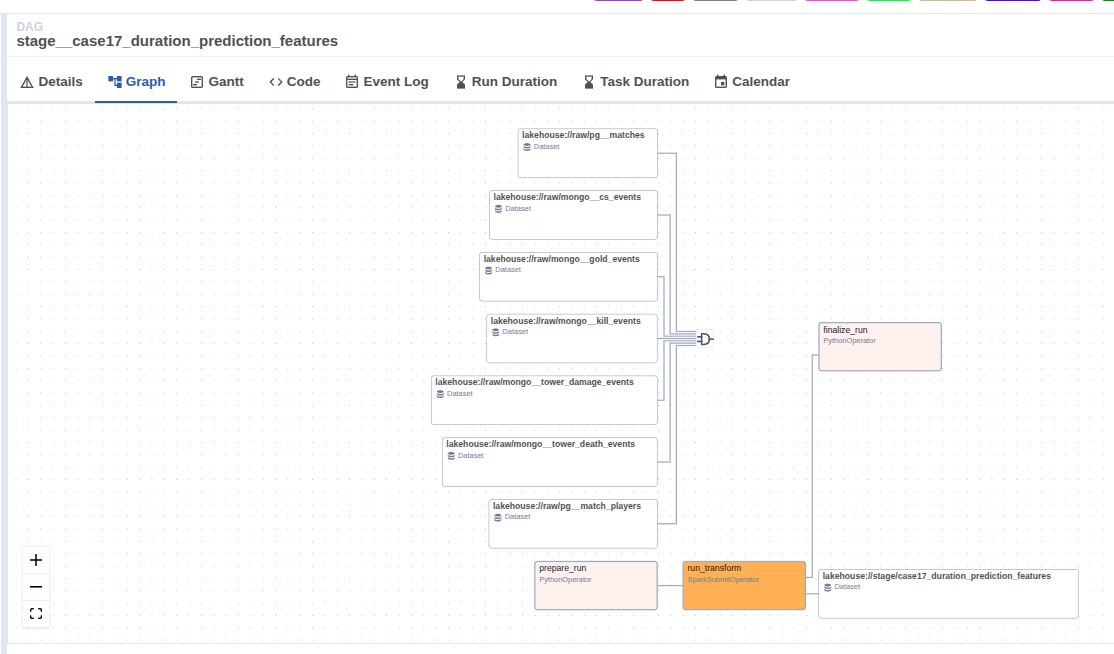 DAG
stage__case17_duration_prediction_features
Details
Graph
Gantt
Code
Event Log
Run Duration
Task Duration
Calendar
lakehouse://raw/pg__matches
Dataset
lakehouse://raw/mongo__cs_events
Dataset
lakehouse://raw/mongo__gold_events
Dataset
lakehouse://raw/mongo__kill_events
Dataset
lakehouse://raw/mongo__tower_damage_events
Dataset
lakehouse://raw/mongo__tower_death_events
Dataset
lakehouse://raw/pg__match_players
Dataset
finalize_run
PythonOperator
prepare_run
PythonOperator
run_transform
SparkSubmitOperator
lakehouse://stage/case17_duration_prediction_features
Dataset